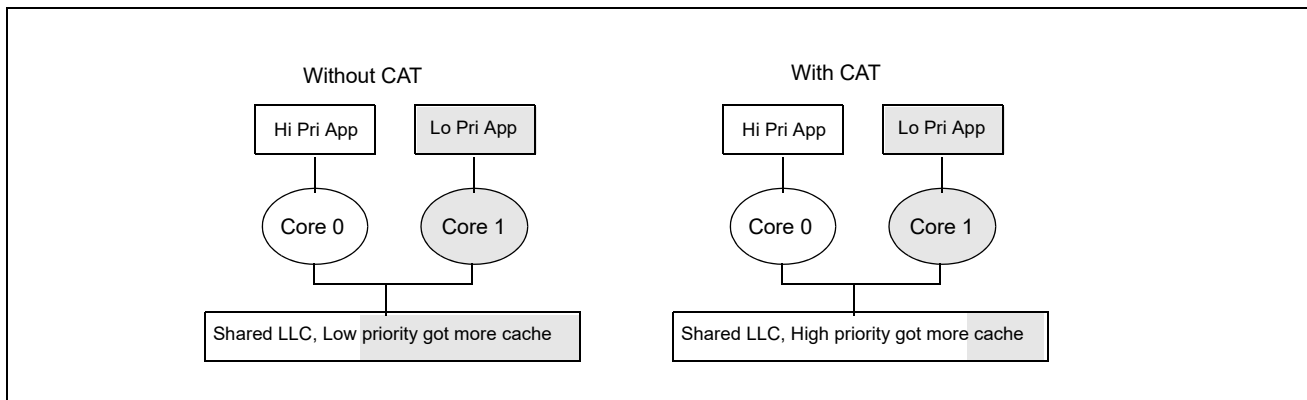 Without CAT
Hi Pri App
Lo Pri App
Core 0
Core 1
Shared LLC, Low priority got more cache
With CAT
Hi Pri App
Lo Pri App
Core 0
Core 1
Shared LLC, High priority got more cache